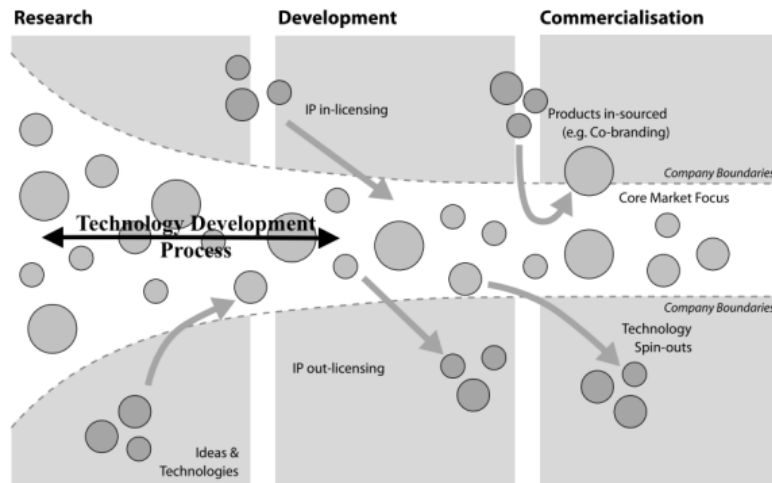 Research
Development
Commercialisation
IP in-licensing
Products in-sourced
(e.g. Co-branding)
Company Boundaries
Core Market Focus
Technology Development
Process
Company Boundaries
Technology
Spin-outs
IP out-licensing
Ideas &
Technologies